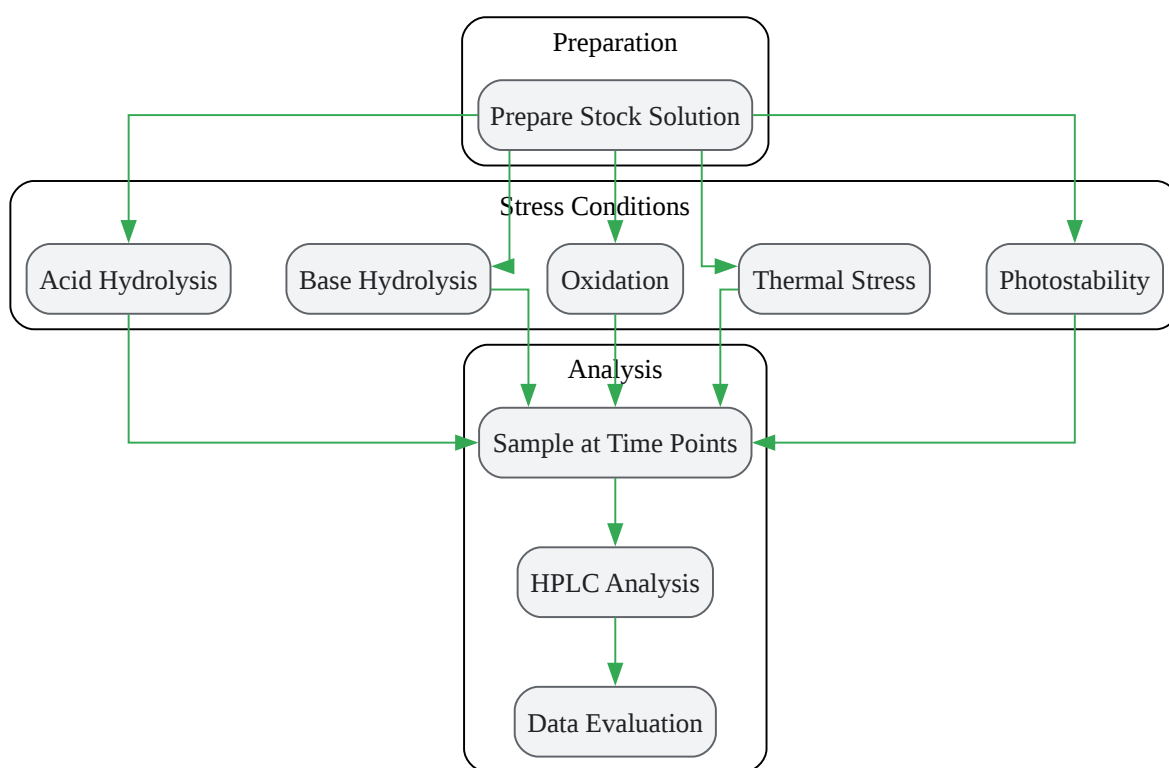 Preparation
Prepare Stock Solution
Stress Conditions
Acid Hydrolysis
Base Hydrolysis
Oxidation
Thermal Stress
Photostability
Analysis
Sample at Time Points
HPLC Analysis
Data Evaluation